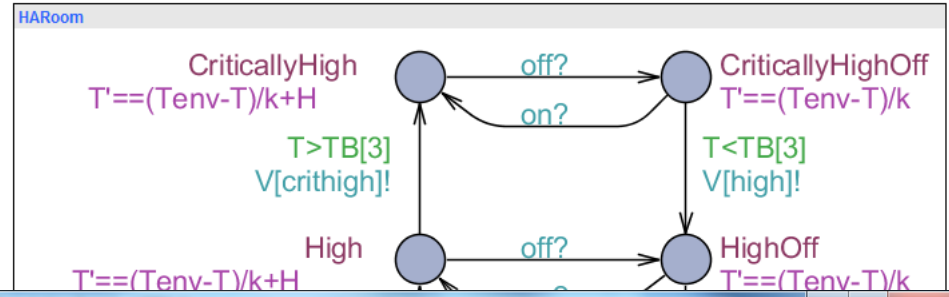 HARoom
CriticallyHigh
off?
CriticallyHighOff
T'==(Tenv-T)/k+H
T'==(Tenv-T)/k
on?
T>TB[3]
T<TB[3]
V[crithigh]!
V[high]!
High
off?
HighOff
T'==(Tenv-T)/k+H
T'==(Tenv-T)/k